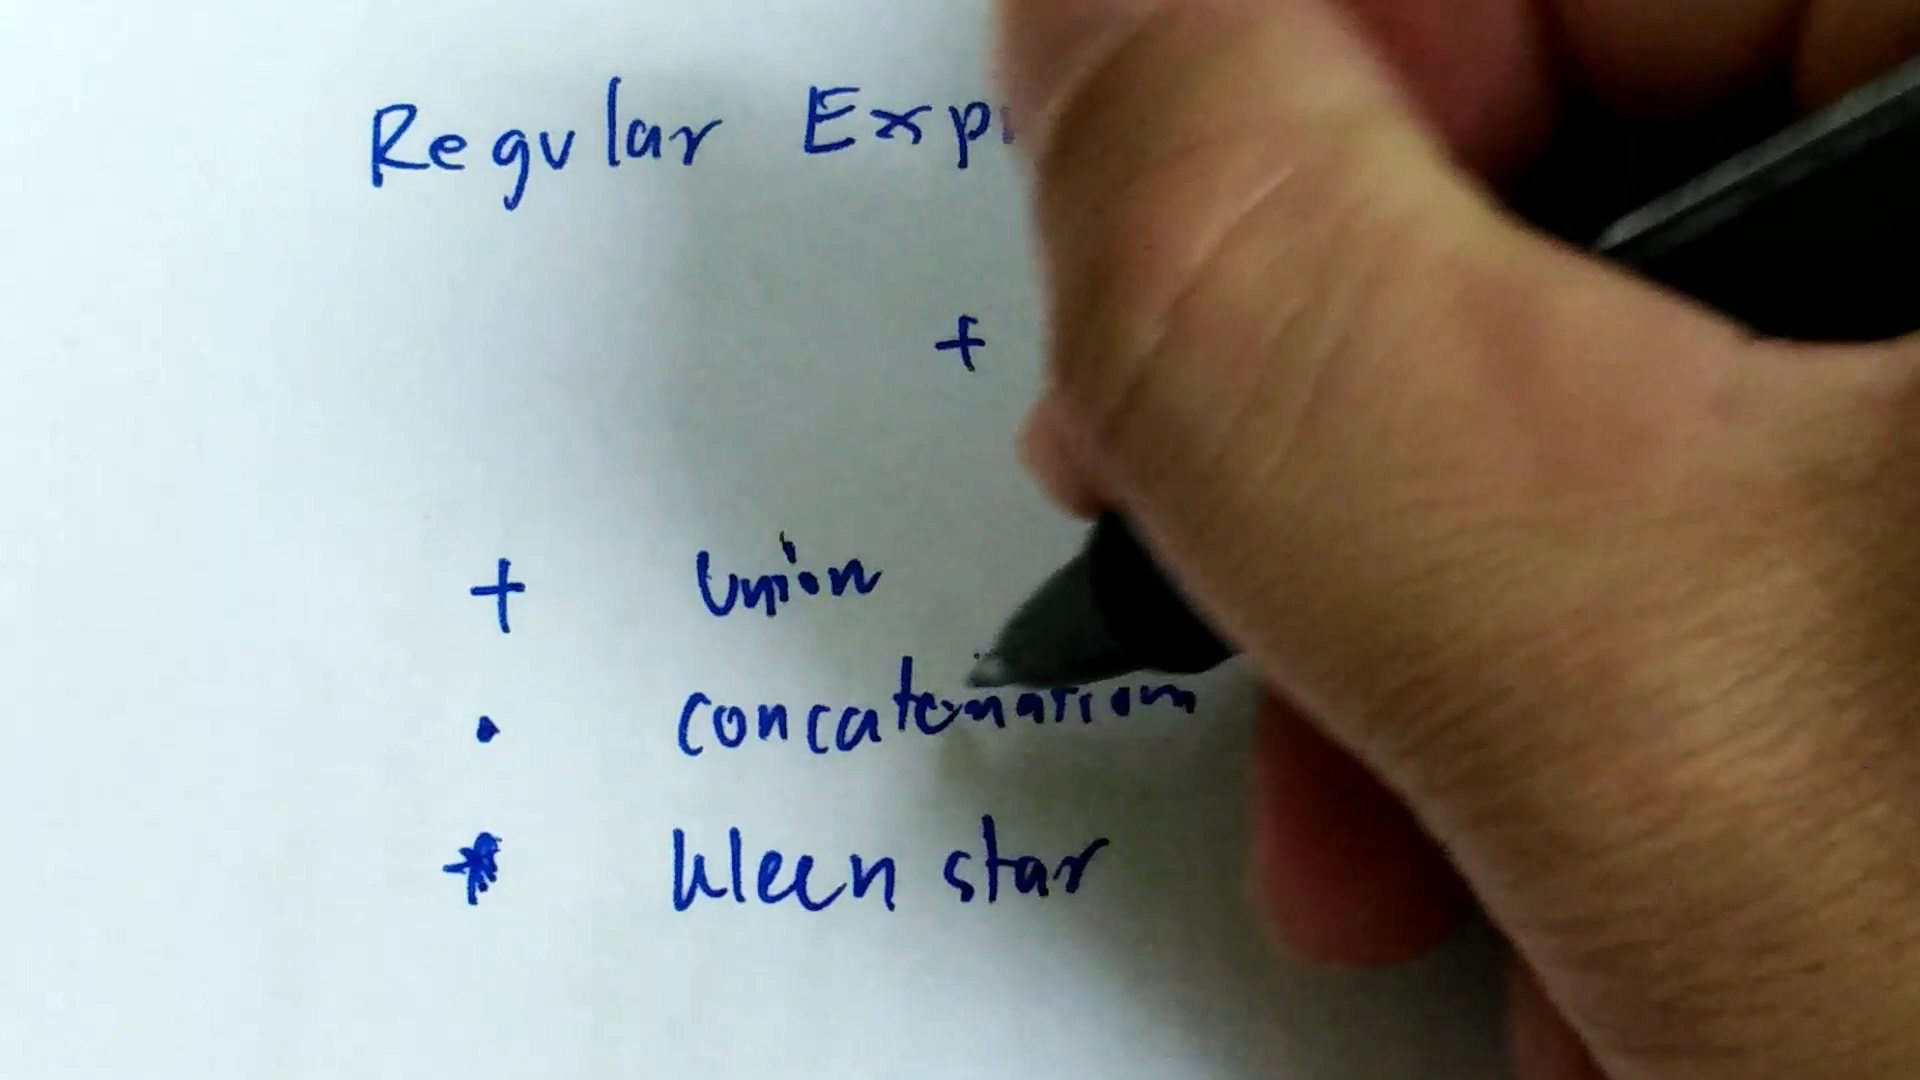 Regular Exp
+
+ Union
• concatenation
* kleen star